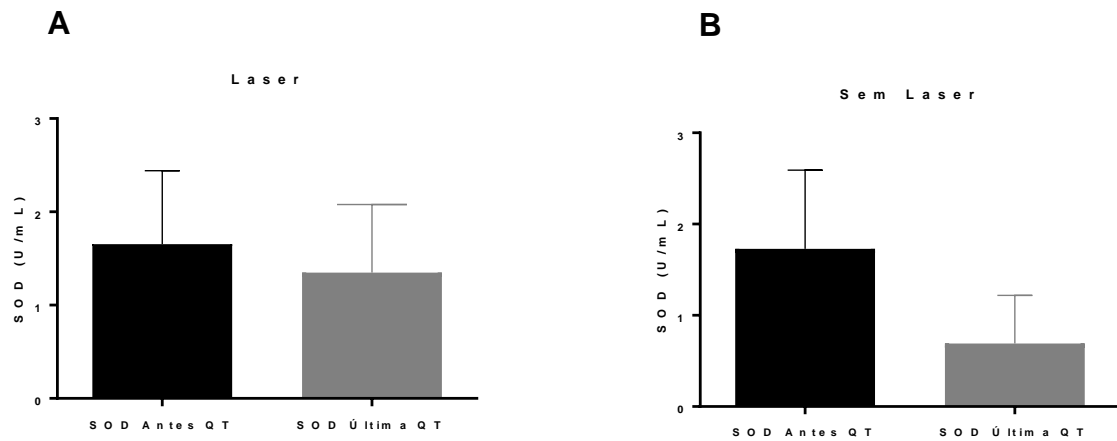 A
Laser
3
2
1
0
SOD (U/mL)
SOD Antes QT
SOD Última QT
B
Sem Laser
3
2
1
0
SOD (U/mL)
SOD Antes QT
SOD Última QT